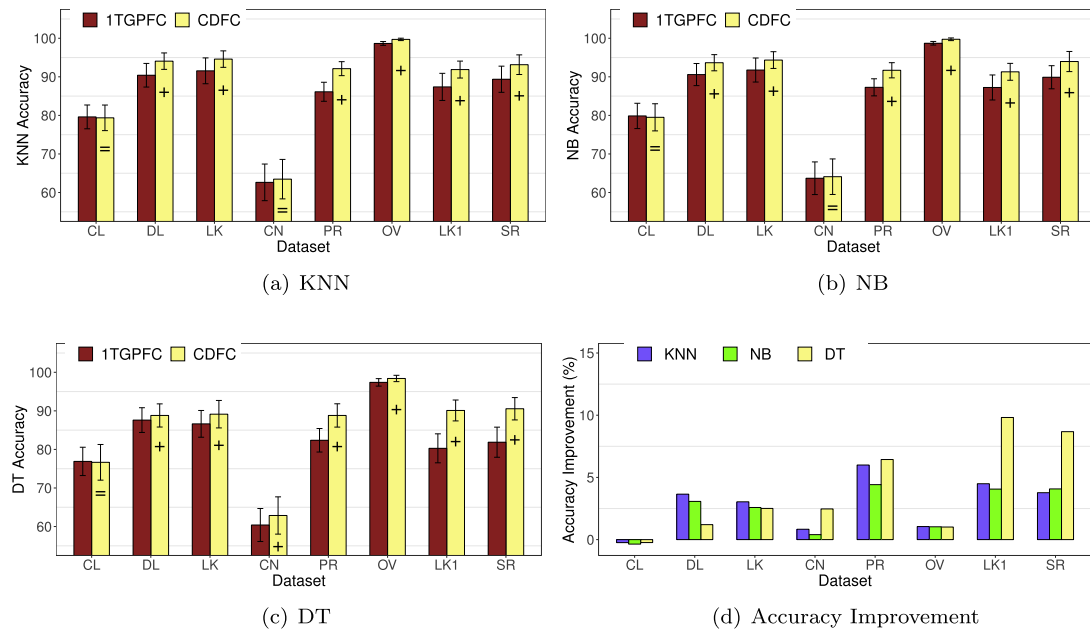 1TGPFC CDFC
KNN Accuracy
100
90
80
70
60
= + + = + + + +
CL DL LK CN PR OV LK1 SR
Dataset
(a) KNN
1TGPFC CDFC
NB Accuracy
100
90
80
70
60
= + + = + + + +
CL DL LK CN PR OV LK1 SR
Dataset
(b) NB
1TGPFC CDFC
DT Accuracy
100
90
80
70
60
= + + + + + + +
CL DL LK CN PR OV LK1 SR
Dataset
(c) DT
KNN NB DT
Accuracy Improvement (%)
15
10
5
0
CL DL LK CN PR OV LK1 SR
Dataset
(d) Accuracy Improvement